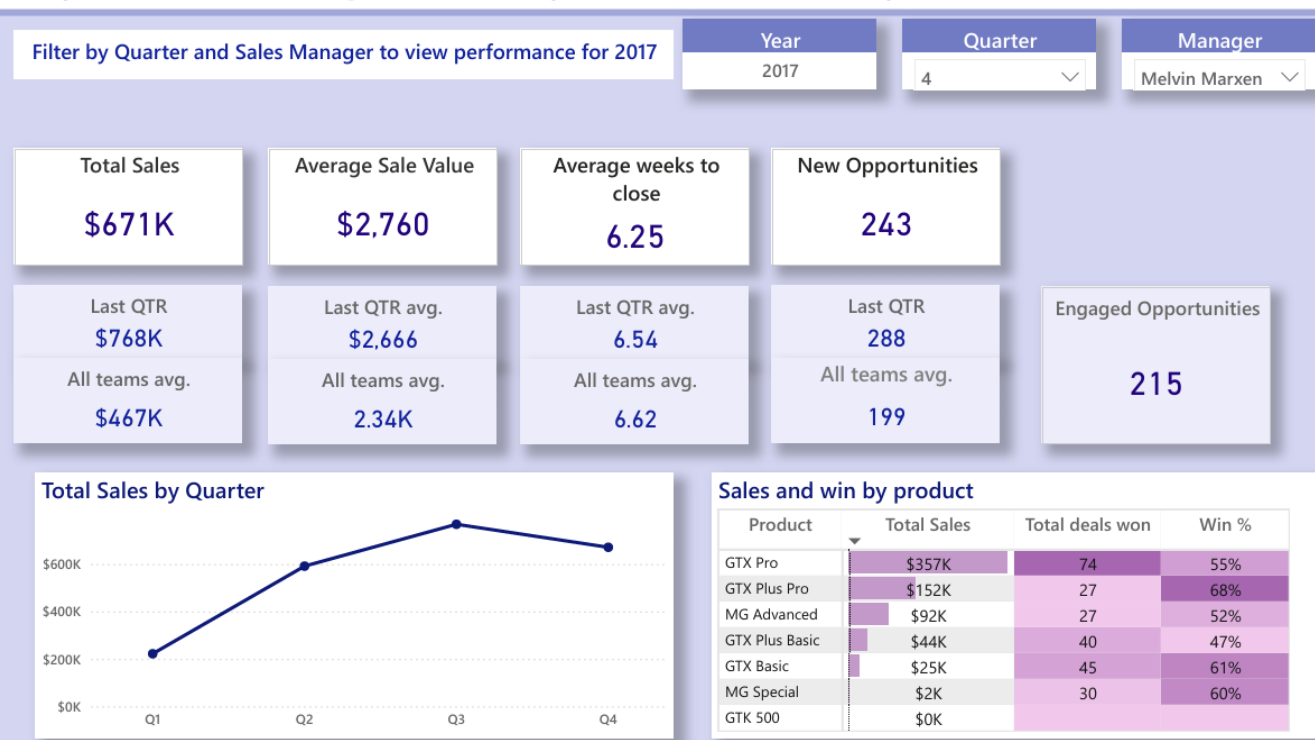 Filter by Quarter and Sales Manager to view performance for 2017
Year
2017
Quarter
4
Manager
Melvin Marxen
Total Sales
$671K
Average Sale Value
$2,760
Average weeks to
close
6.25
New Opportunities
243
Last QTR
$768K
All teams avg.
$467K
Last QTR avg.
$2,666
All teams avg.
2.34K
Last QTR avg.
6.54
All teams avg.
6.62
Last QTR
288
All teams avg.
199
Engaged Opportunities
215
Total Sales by Quarter
$600K
$400K
$200K
$0K
Q1 Q2 Q3 Q4
Sales and win by product
Product Total Sales Total deals won Win %
GTX Pro $357K 74 55%
GTX Plus Pro $152K 27 68%
MG Advanced $92K 27 52%
GTX Plus Basic $44K 40 47%
GTX Basic $25K 45 61%
MG Special $2K 30 60%
GTK 500 $0K